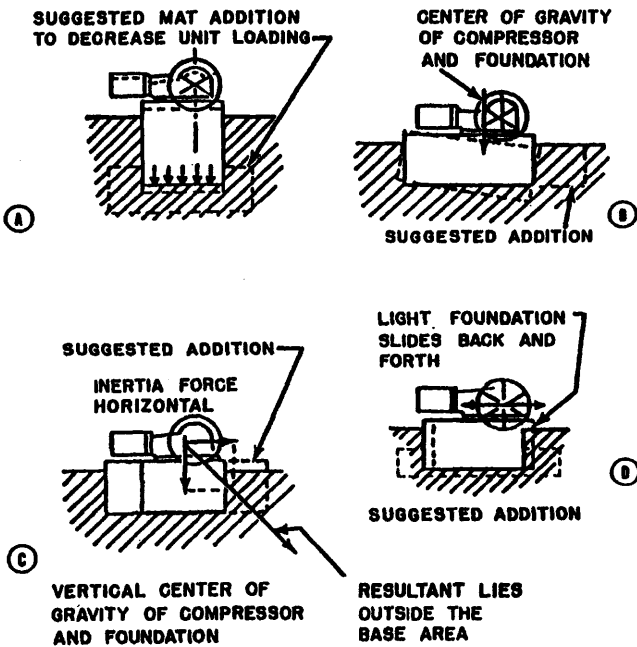 SUGGESTED MAT ADDITION
TO DECREASE UNIT LOADING
A
CENTER OF GRAVITY
OF COMPRESSOR
AND FOUNDATION
SUGGESTED ADDITION
B
SUGGESTED ADDITION
INERTIA FORCE
HORIZONTAL
C
VERTICAL CENTER OF
GRAVITY OF COMPRESSOR
AND FOUNDATION
RESULTANT LIES
OUTSIDE THE
BASE AREA
LIGHT FOUNDATION
SLIDES BACK AND
FORTH
D
SUGGESTED ADDITION